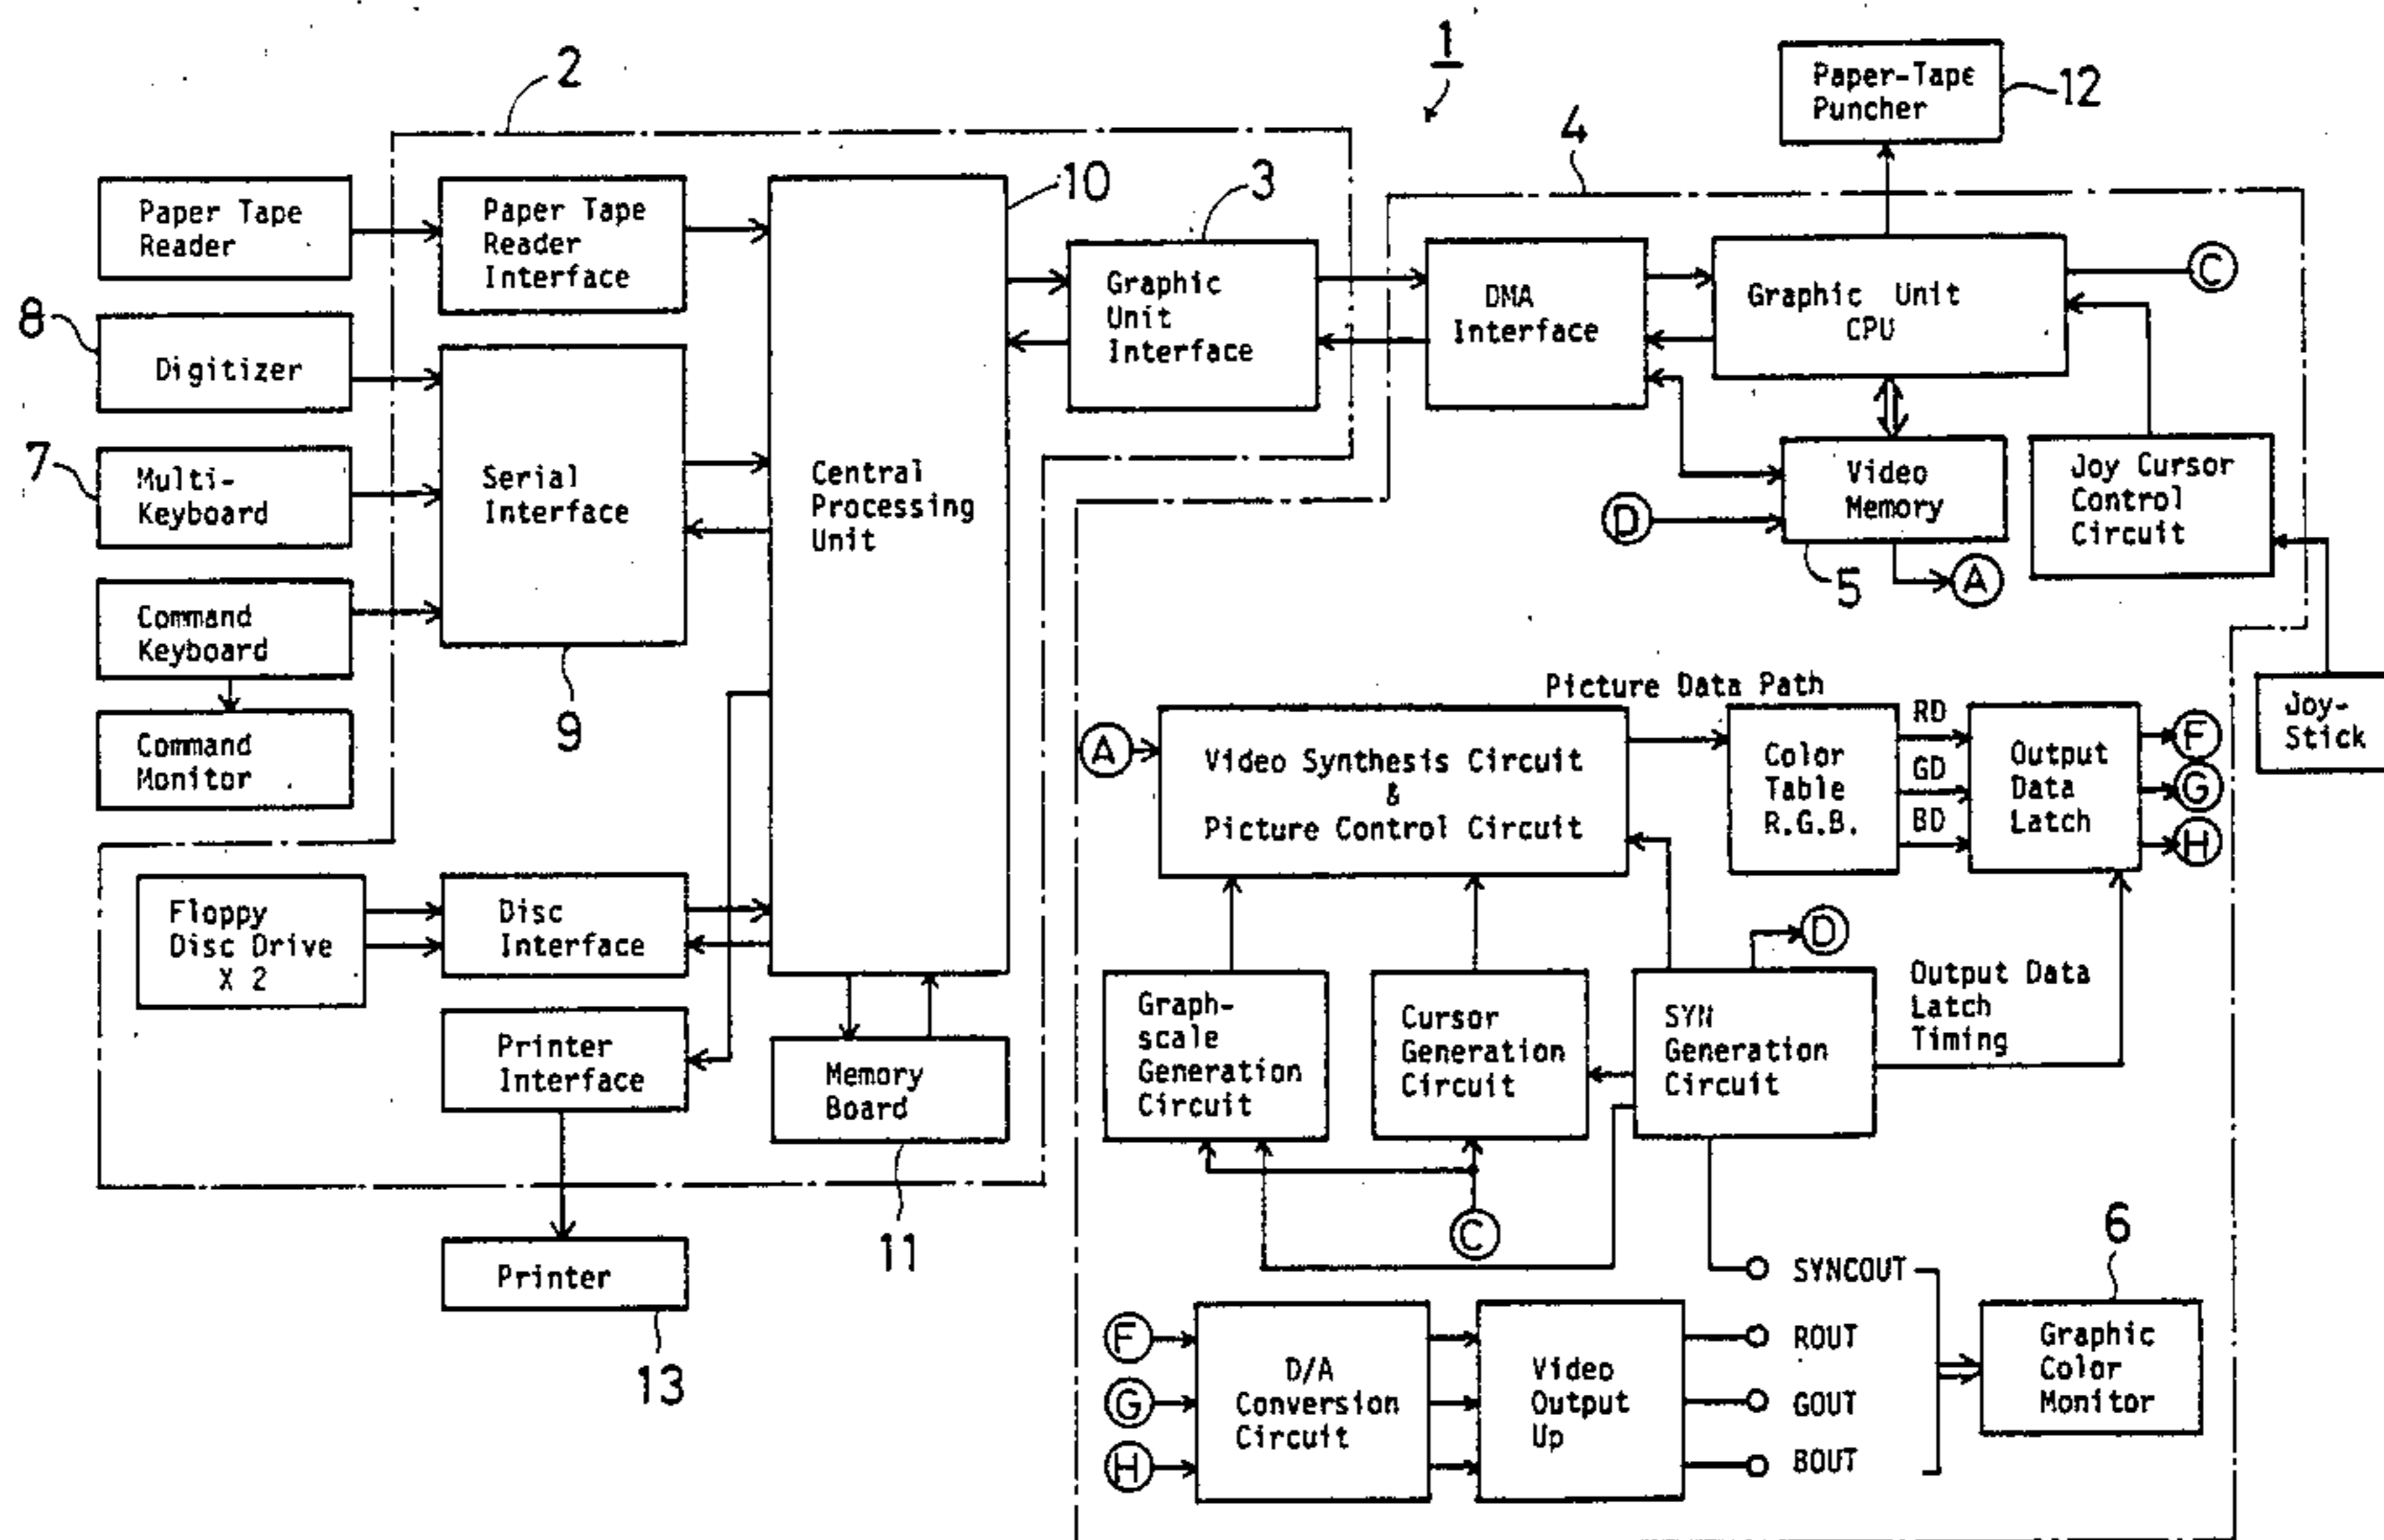 1
2
Paper-Tape
Puncher
12
4
10
3
Paper Tape
Reader
Paper Tape
Reader
Interface
8
Digitizer
7
Multi-
Keyboard
Serial
Interface
Central
Processing
Unit
Command
Keyboard
9
Command
Monitor
Graphic
Unit
Interface
DMA
Interface
Graphic Unit
CPU
C
Video
Memory
D
5
A
Joy Cursor
Control
Circuit
Joy-
Stick
Floppy
Disc Drive
X 2
Disc
Interface
Printer
Interface
Memory
Board
11
Printer
13
Picture Data Path
A
Video Synthesis Circuit
&
Picture Control Circuit
Color
Table
R.G.B.
RD
GD
BD
Output
Data
Latch
F
G
H
D
Graph-
scale
Generation
Circuit
Cursor
Generation
Circuit
SYN
Generation
Circuit
Output Data
Latch
Timing
C
F
G
H
D/A
Conversion
Circuit
Video
Output
Up
SYNCOUT
ROUT
GOUT
BOUT
6
Graphic
Color
Monitor